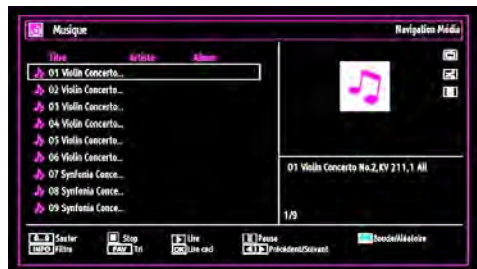 Musique
Navigation Média
Titre Artiste Album
01 Violin Concerto...
02 Violin Concerto...
03 Violin Concerto...
04 Violin Concerto...
05 Violin Concerto...
06 Violin Concerto...
07 Synfonia Conce...
08 Synfonia Conce...
09 Synfonia Conce...
01 Violin Concerto No.2,KV 211,1 All
1/9
0...9 Sauter Stop Lire Pause Boucle/Aléatoire
INFO Filtre FAV Tri OK Lire ceci Précédent/Suivant